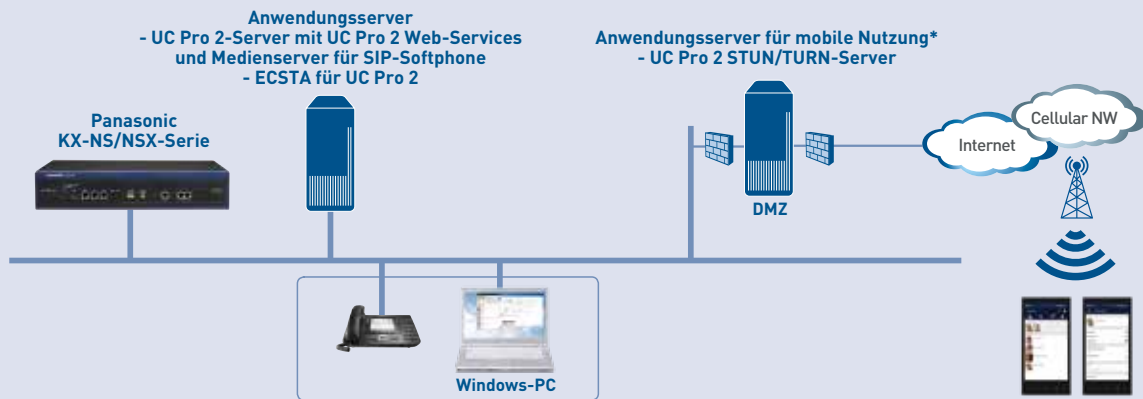 Anwendungsserver
- UC Pro 2-Server mit UC Pro 2 Web-Services
und Medienserver für SIP-Softphone
- ECSTA für UC Pro 2
Anwendungsserver für mobile Nutzung*
- UC Pro 2 STUN/TURN-Server
Panasonic
KX-NS/NSX-Serie
Cellular NW
Internet
DMZ
Windows-PC